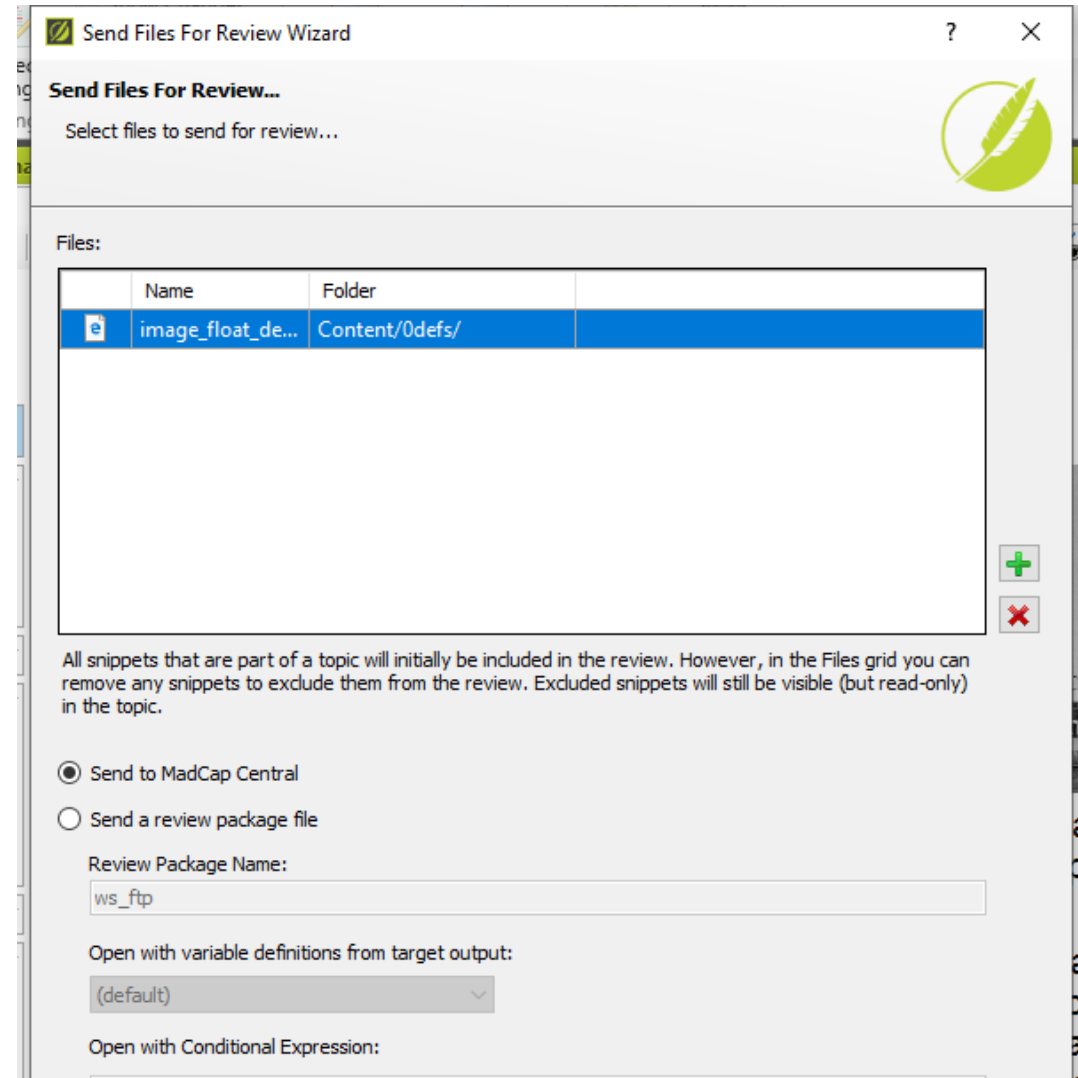 Send Files For Review Wizard
?
Send Files For Review...
Select files to send for review...
Files:
Name Folder
image_float_de... Content/0defs/
All snippets that are part of a topic will initially be included in the review. However, in the Files grid you can
remove any snippets to exclude them from the review. Excluded snippets will still be visible (but read-only)
in the topic.
Send to MadCap Central
Send a review package file
Review Package Name:
ws_ftp
Open with variable definitions from target output:
(default)
Open with Conditional Expression: